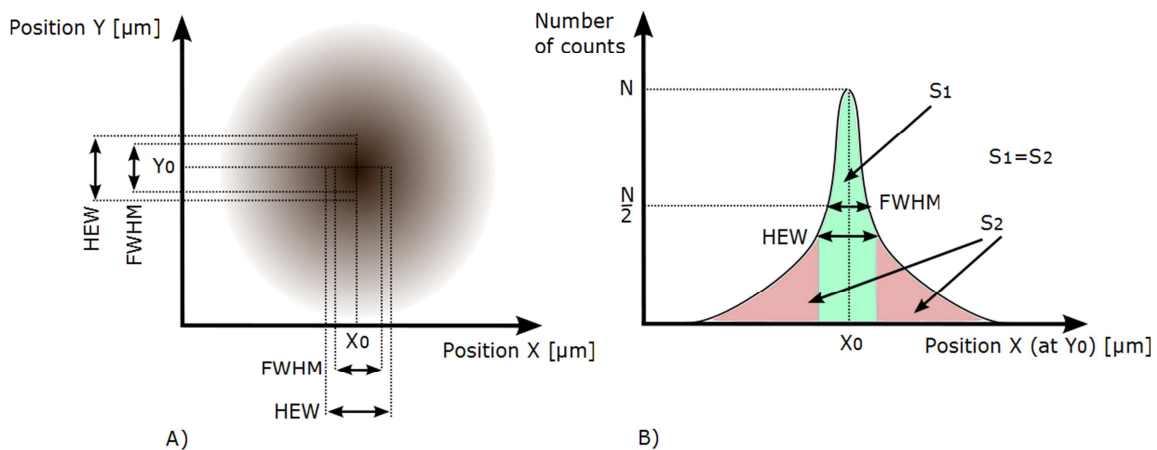 Position Y [µm]
HEW
FWHM
Y0
X0
Position X [µm]
FWHM
HEW
A)
Number
of counts
N
S1
S1=S2
N
2
FWHM
HEW
S2
X0
Position X (at Y0) [µm]
B)